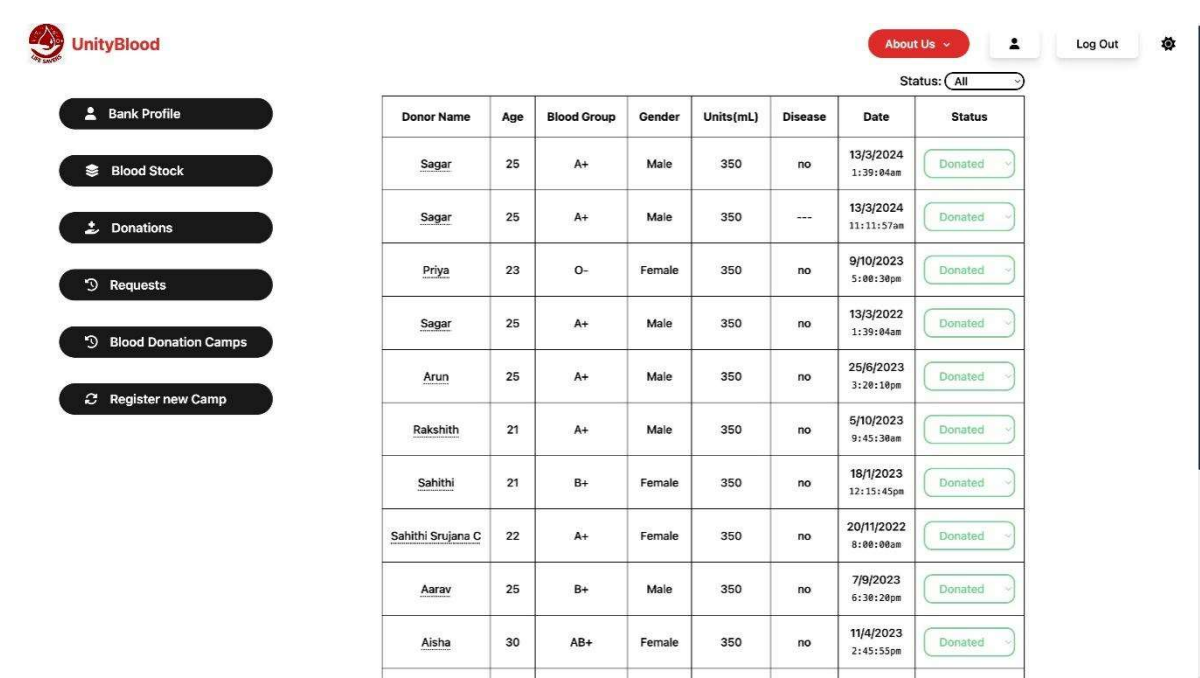 UnityBlood
LIFE SAVERS
About Us
Log Out
Status: All
Bank Profile
Blood Stock
Donations
Requests
Blood Donation Camps
Register new Camp
Donor Name Age Blood Group Gender Units(mL) Disease Date Status
Sagar 25 A+ Male 350 no 13/3/2024 1:39:04am Donated
Sagar 25 A+ Male 350 --- 13/3/2024 11:11:57am Donated
Priya 23 O- Female 350 no 9/10/2023 5:00:30pm Donated
Sagar 25 A+ Male 350 no 13/3/2022 1:39:04am Donated
Arun 25 A+ Male 350 no 25/6/2023 3:20:10pm Donated
Rakshith 21 A+ Male 350 no 5/10/2023 9:45:30am Donated
Sahithi 21 B+ Female 350 no 18/1/2023 12:15:45pm Donated
Sahithi Srujana C 22 A+ Female 350 no 20/11/2022 8:00:00am Donated
Aarav 25 B+ Male 350 no 7/9/2023 6:30:20pm Donated
Aisha 30 AB+ Female 350 no 11/4/2023 2:45:55pm Donated